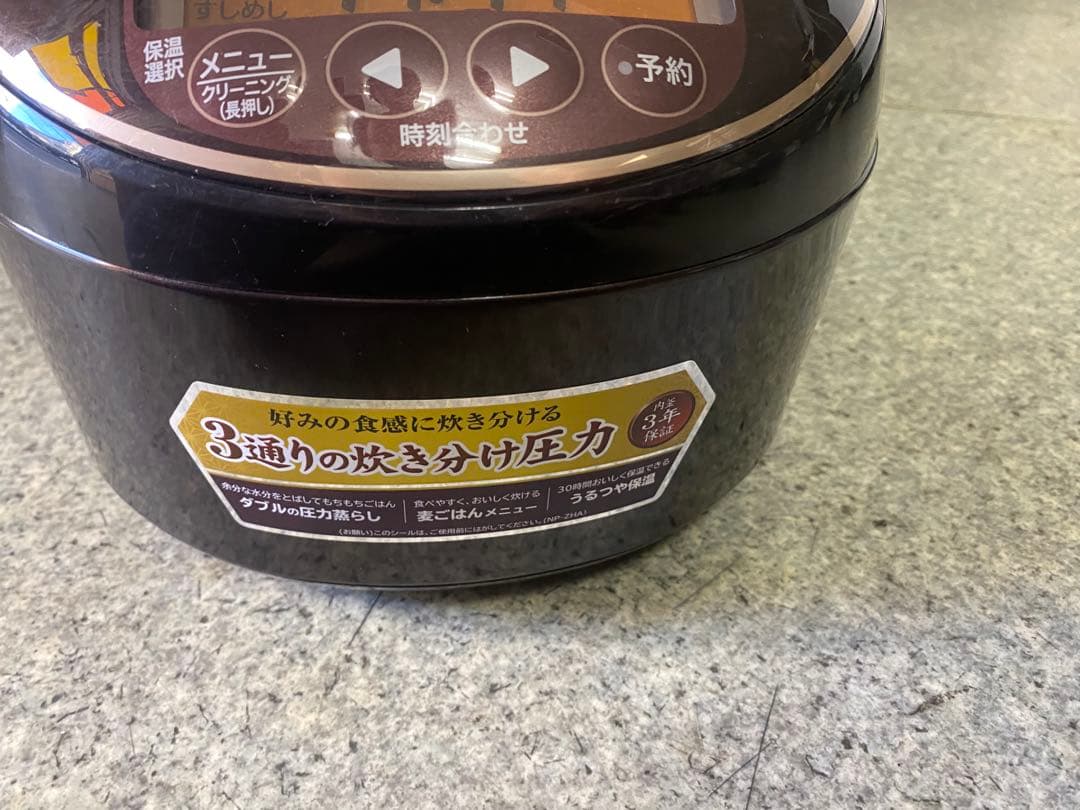 すしめし
保温
選択
メニュー
クリーニング
(長押し)
予約
時刻合わせ
好みの食感に炊き分ける
3通りの炊き分け圧力
内釜
3年
保証
余分な水分をとばしてもちもちごはん
ダブルの圧力蒸らし
食べやすく、おいしく炊ける
麦ごはんメニュー
30時間おいしく保温できる
うるつや保温
(お願い)このシールは、ご使用前にはがしてください。(NP-ZHA)